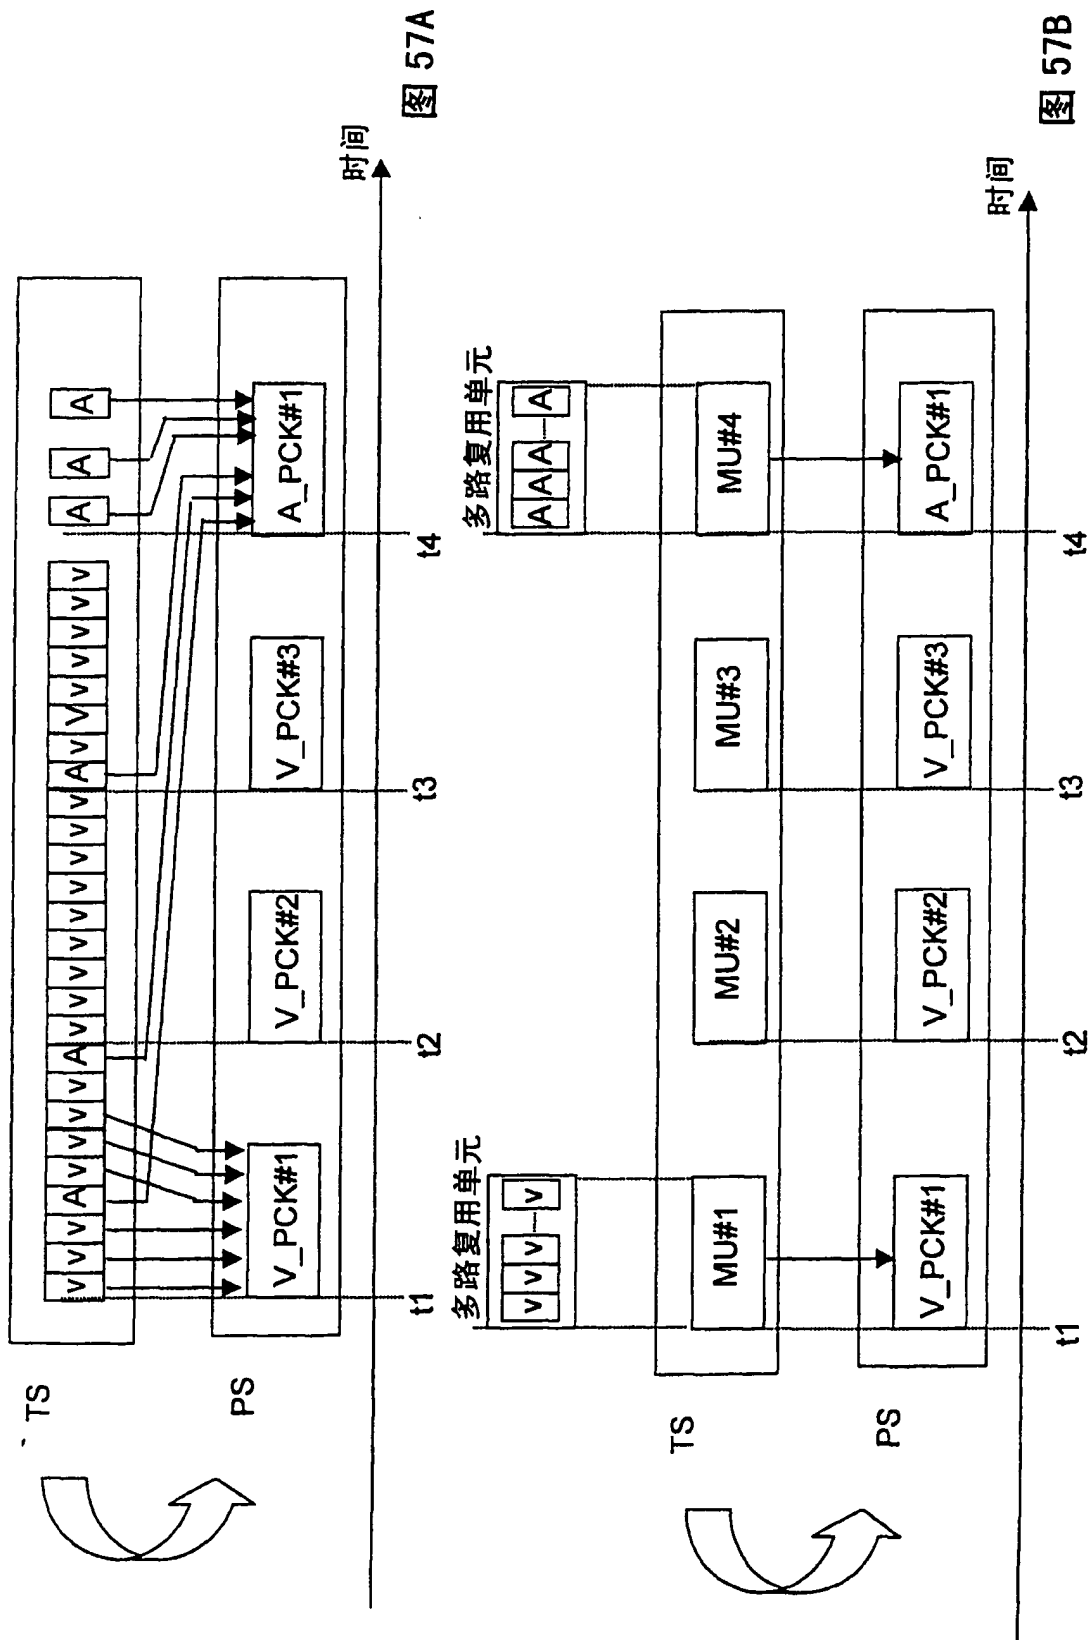 TS
v v v A v v v v A v v v v v v v v v A v v v v v v v A A A
PS
V_PCK#1 V_PCK#2 V_PCK#3 A_PCK#1
t1 t2 t3 t4
时间
图 57A
多路复用单元 多路复用单元
v v v v A A A A
TS
MU#1 MU#2 MU#3 MU#4
PS
V_PCK#1 V_PCK#2 V_PCK#3 A_PCK#1
t1 t2 t3 t4
时间
图 57B